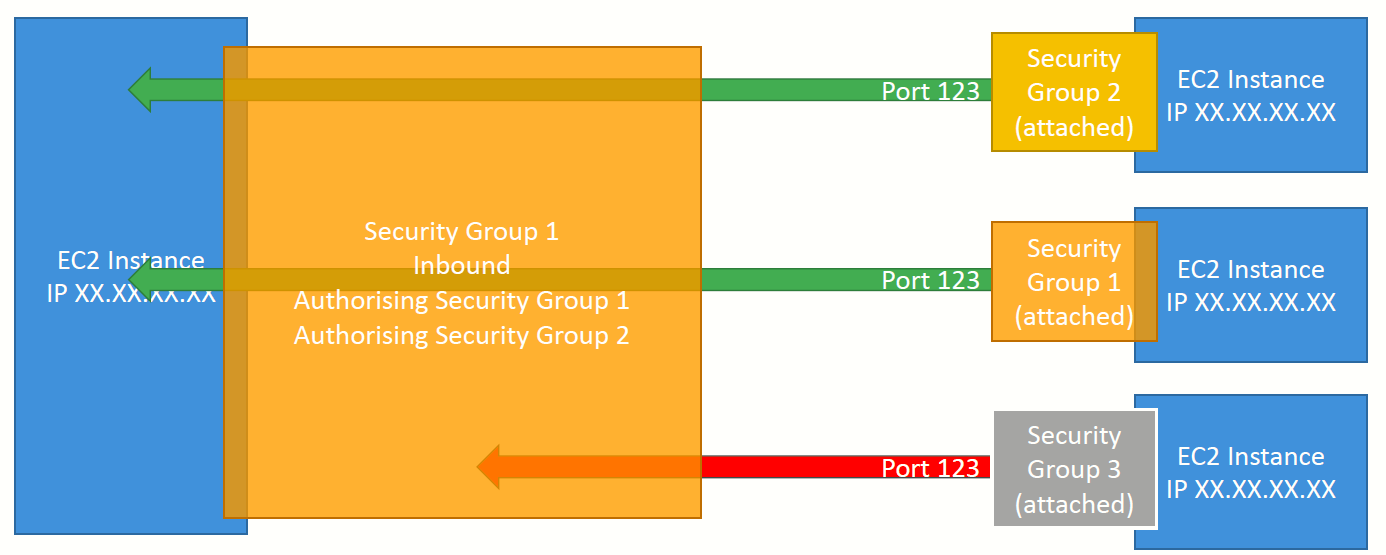 EC2 Instance
IP XX.XX.XX.XX
Security Group 1
Inbound
Authorising Security Group 1
Authorising Security Group 2
Port 123
Security
Group 2
(attached)
EC2 Instance
IP XX.XX.XX.XX
Port 123
Security
Group 1
(attached)
EC2 Instance
IP XX.XX.XX.XX
Port 123
Security
Group 3
(attached)
EC2 Instance
IP XX.XX.XX.XX